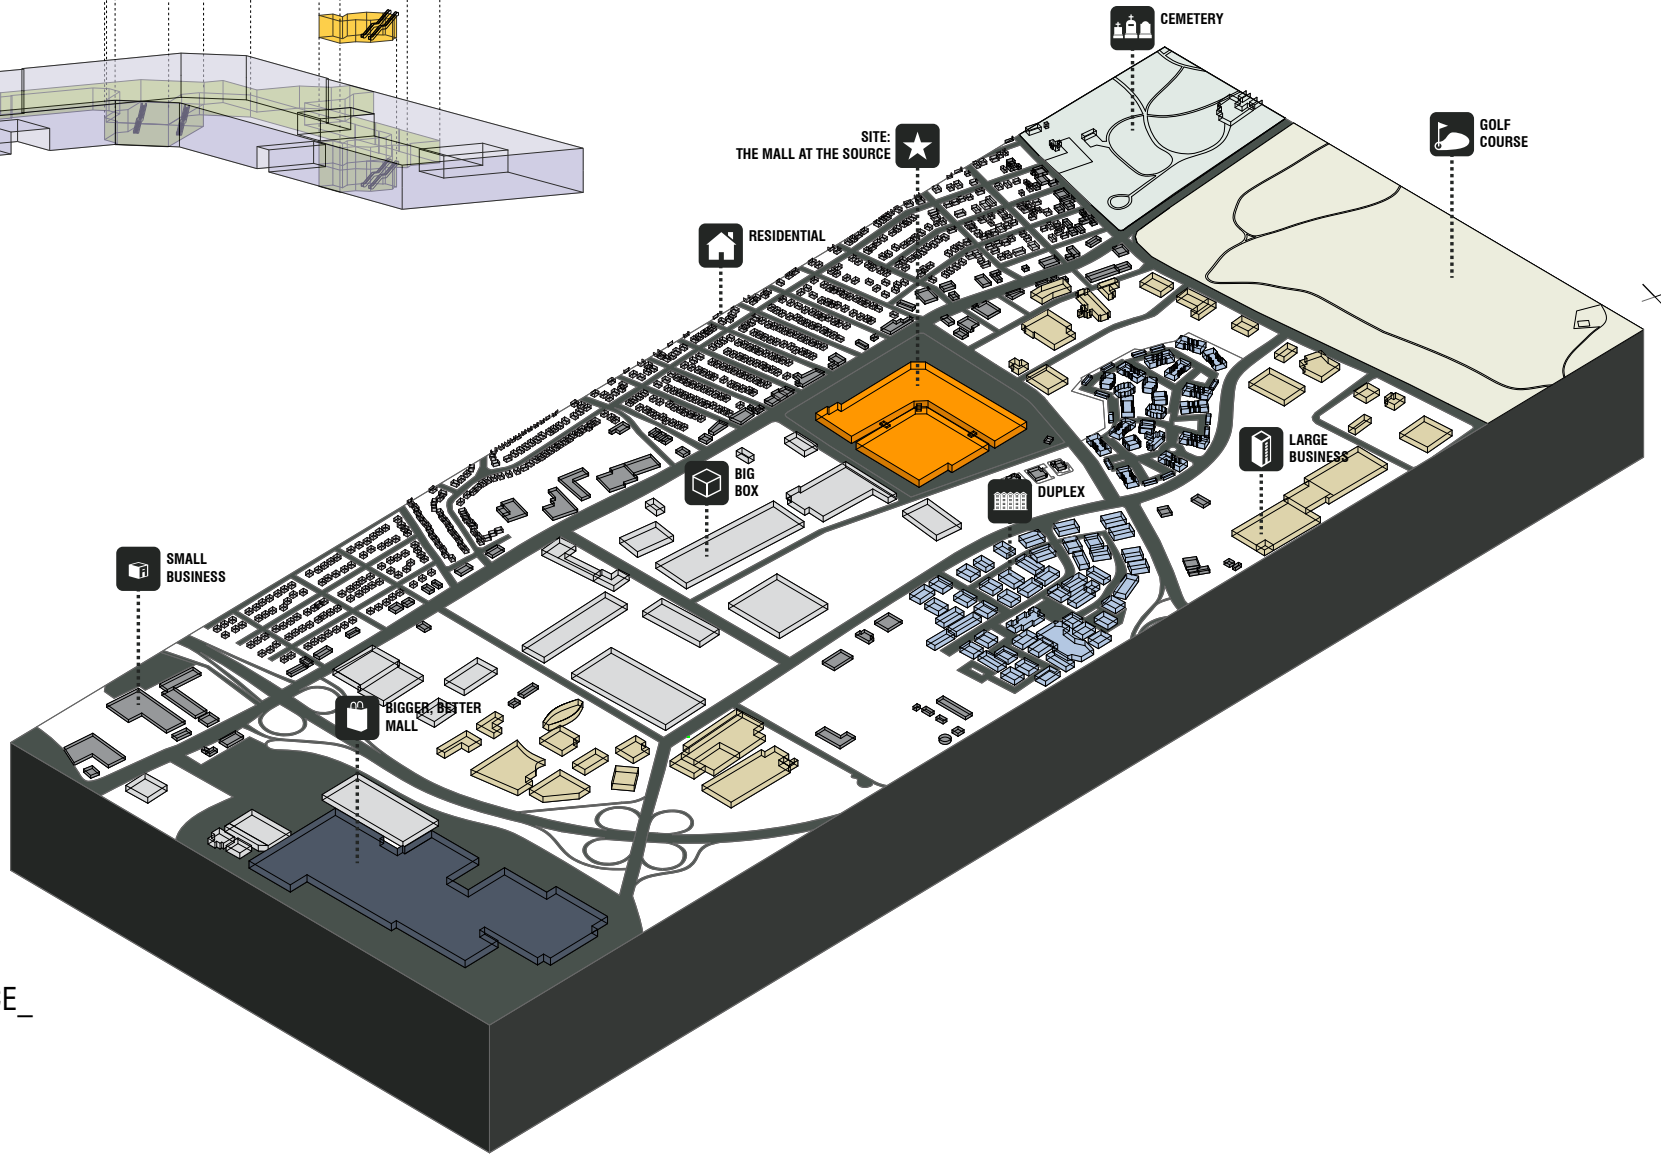 CEMETERY
GOLF
COURSE
SITE:
THE MALL AT THE SOURCE
RESIDENTIAL
LARGE
BUSINESS
BIG
BOX
DUPLEX
SMALL
BUSINESS
BIGGER, BETTER
MALL
E_